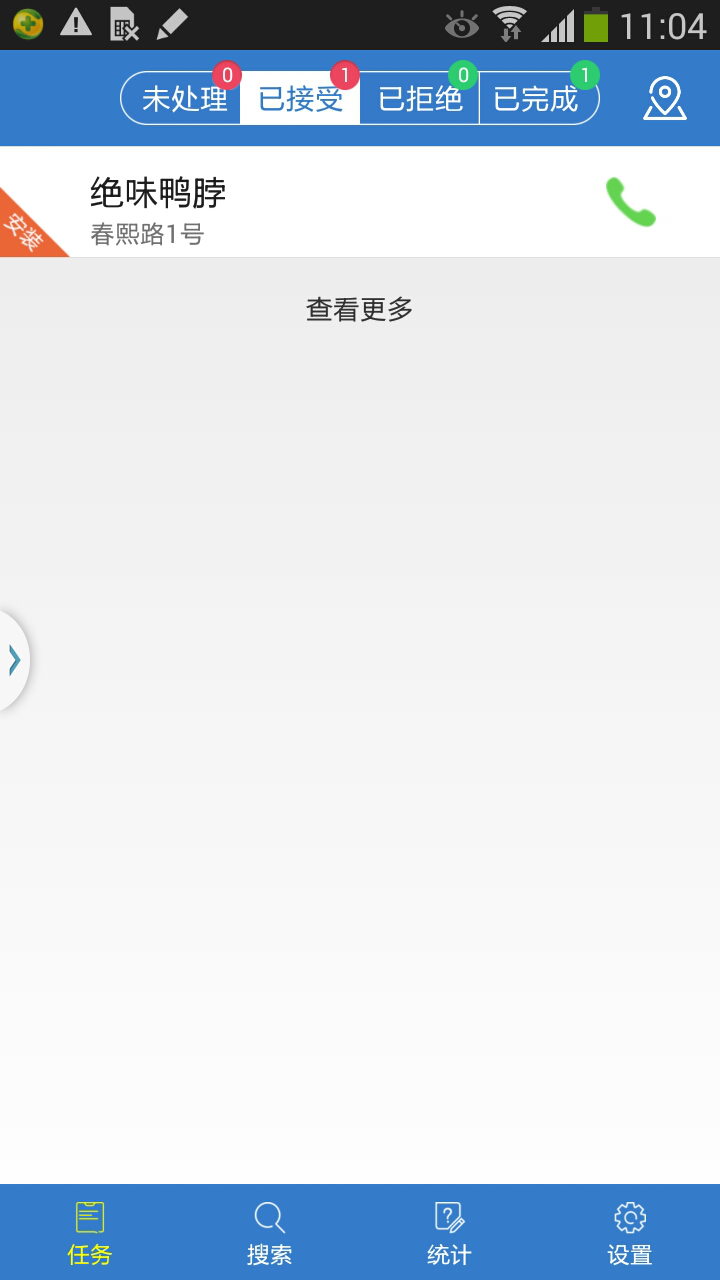 11:04
未处理 0 已接受 1 已拒绝 0 已完成 1
绝味鸭脖
安装
春熙路1号
查看更多
任务 搜索 统计 设置